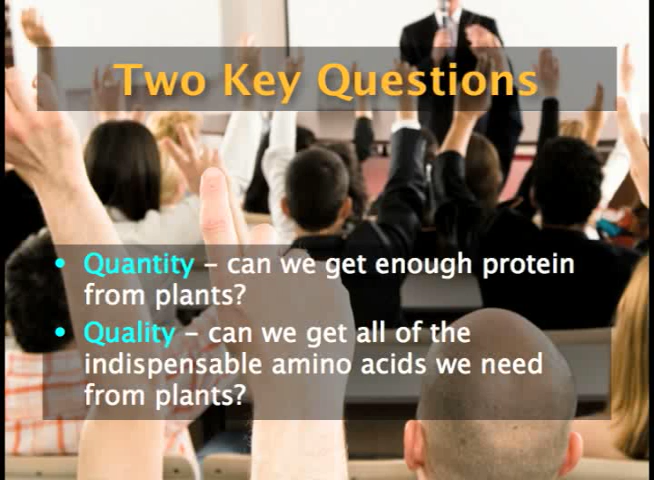 Two Key Questions
• Quantity – can we get enough protein
from plants?
• Quality – can we get all of the
indispensable amino acids we need
from plants?